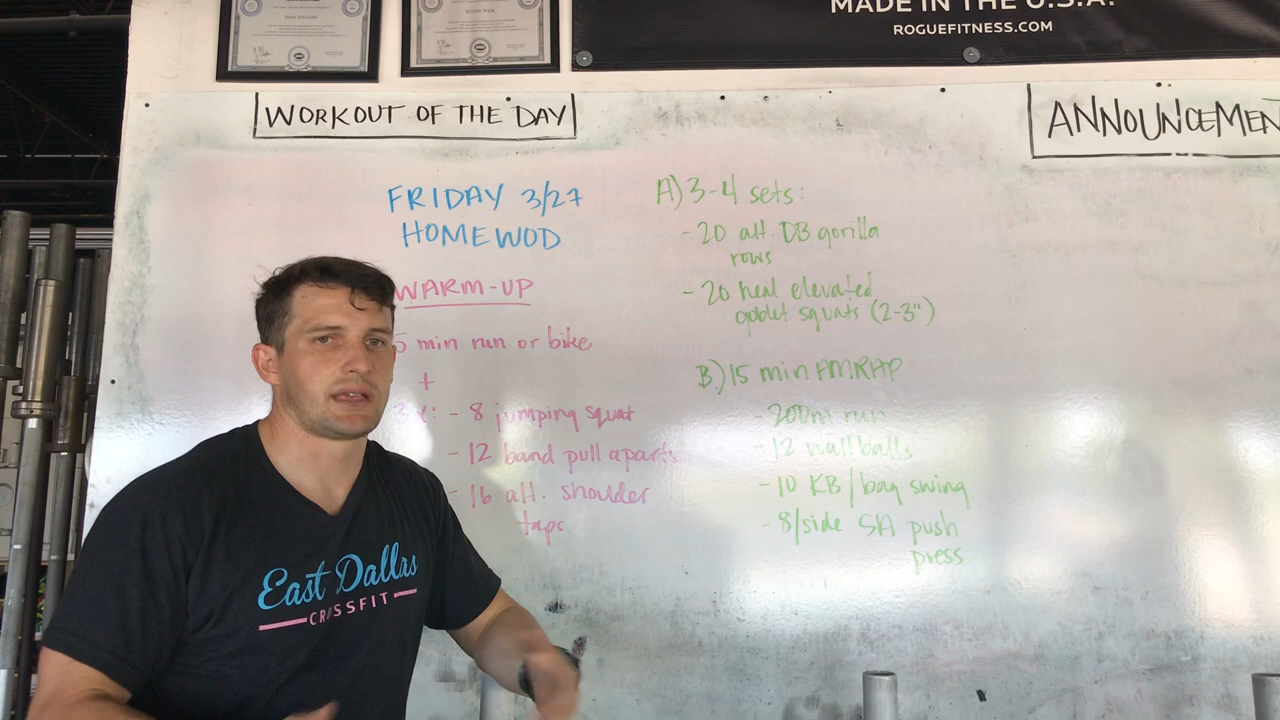 MADE IN THE U.S.A.
ROGUEFITNESS.COM
WORKOUT OF THE DAY
ANNOUNCEMEN
FRIDAY 3/27
HOMEWOD
WARM-UP
5 min run or bike
+
3x: - 8 jumping squat
- 12 band pull aparts
- 16 alt. shoulder
taps
A) 3-4 sets:
- 20 alt. DB gorilla
rows
- 20 heal elevated
goblet squats (2-3")
B.) 15 min AMRAP
- 200m run
- 12 wall balls
- 10 KB/bag swing
- 8/side SA push
press
East Dallas
CROSSFIT